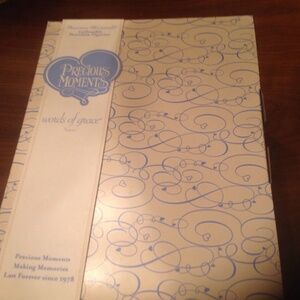 PRECIOUS
MOMENTS
words of grace
Precious Moments
Making Memories
Last Forever since 1978